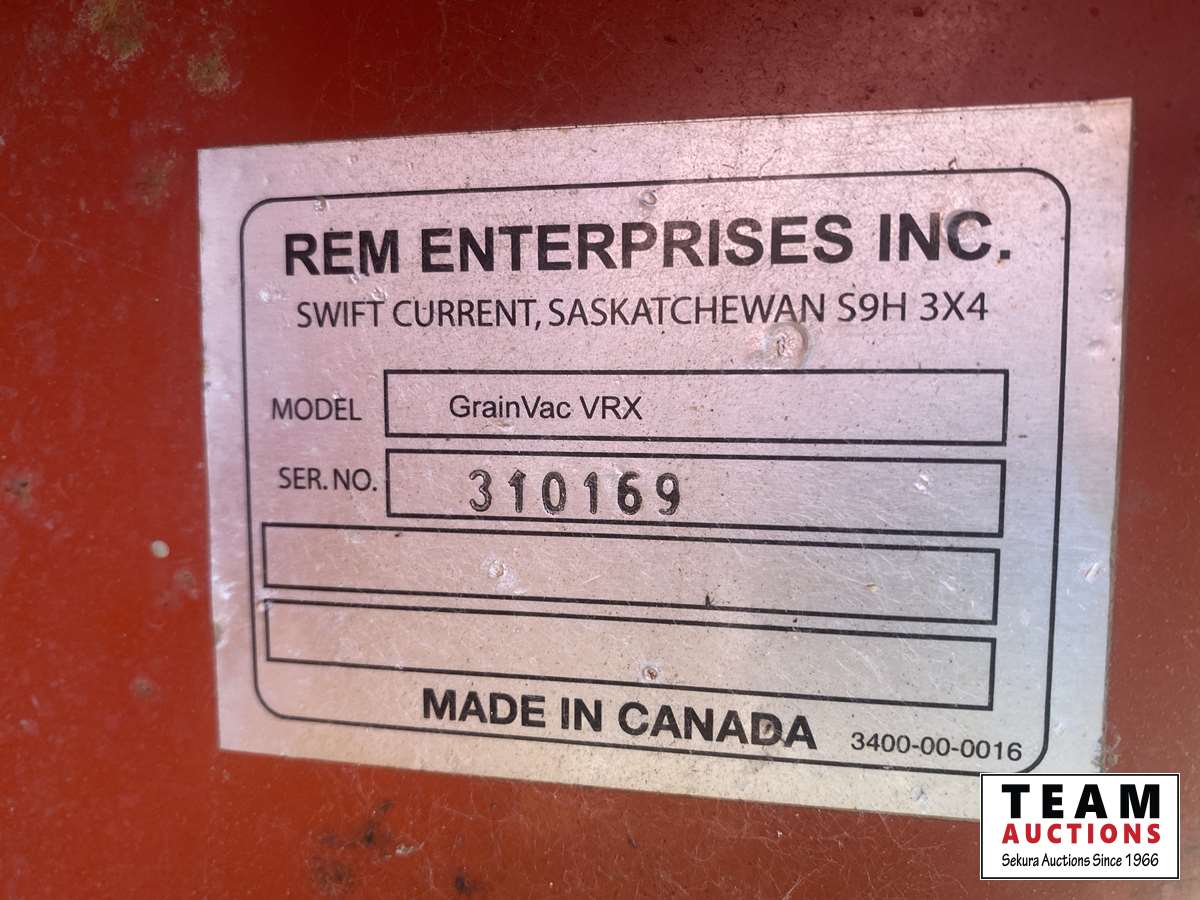 REM ENTERPRISES INC.
SWIFT CURRENT, SASKATCHEWAN S9H 3X4
MODEL GrainVac VRX
SER. NO. 310169
MADE IN CANADA 3400-00-0016
TEAM
AUCTIONS
Sekura Auctions Since 1966